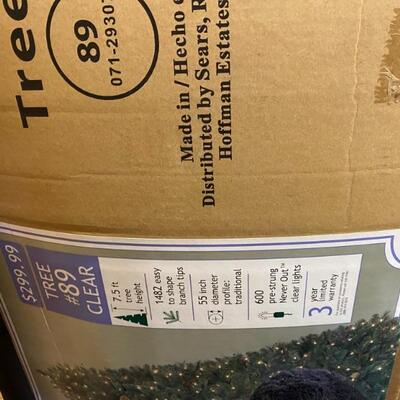 Tree
89
071-2930
Made in / Hecho
Distributed by Sears, R
Hoffman Estates
$299.99
TREE
#89
CLEAR
7.5 ft
tree
height
1482 easy
to shape
branch tips
55 inch
diameter
profile:
traditional
600
pre-strung
Never Out™
clear lights
3
year
limited
warranty